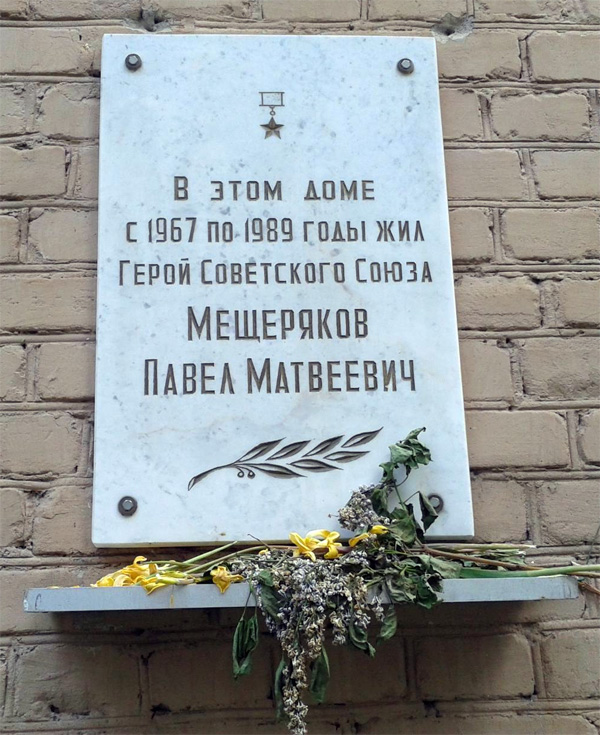 В ЭТОМ ДОМЕ
С 1967 ПО 1989 ГОДЫ ЖИЛ
ГЕРОЙ СОВЕТСКОГО СОЮЗА
МЕЩЕРЯКОВ
ПАВЕЛ МАТВЕЕВИЧ